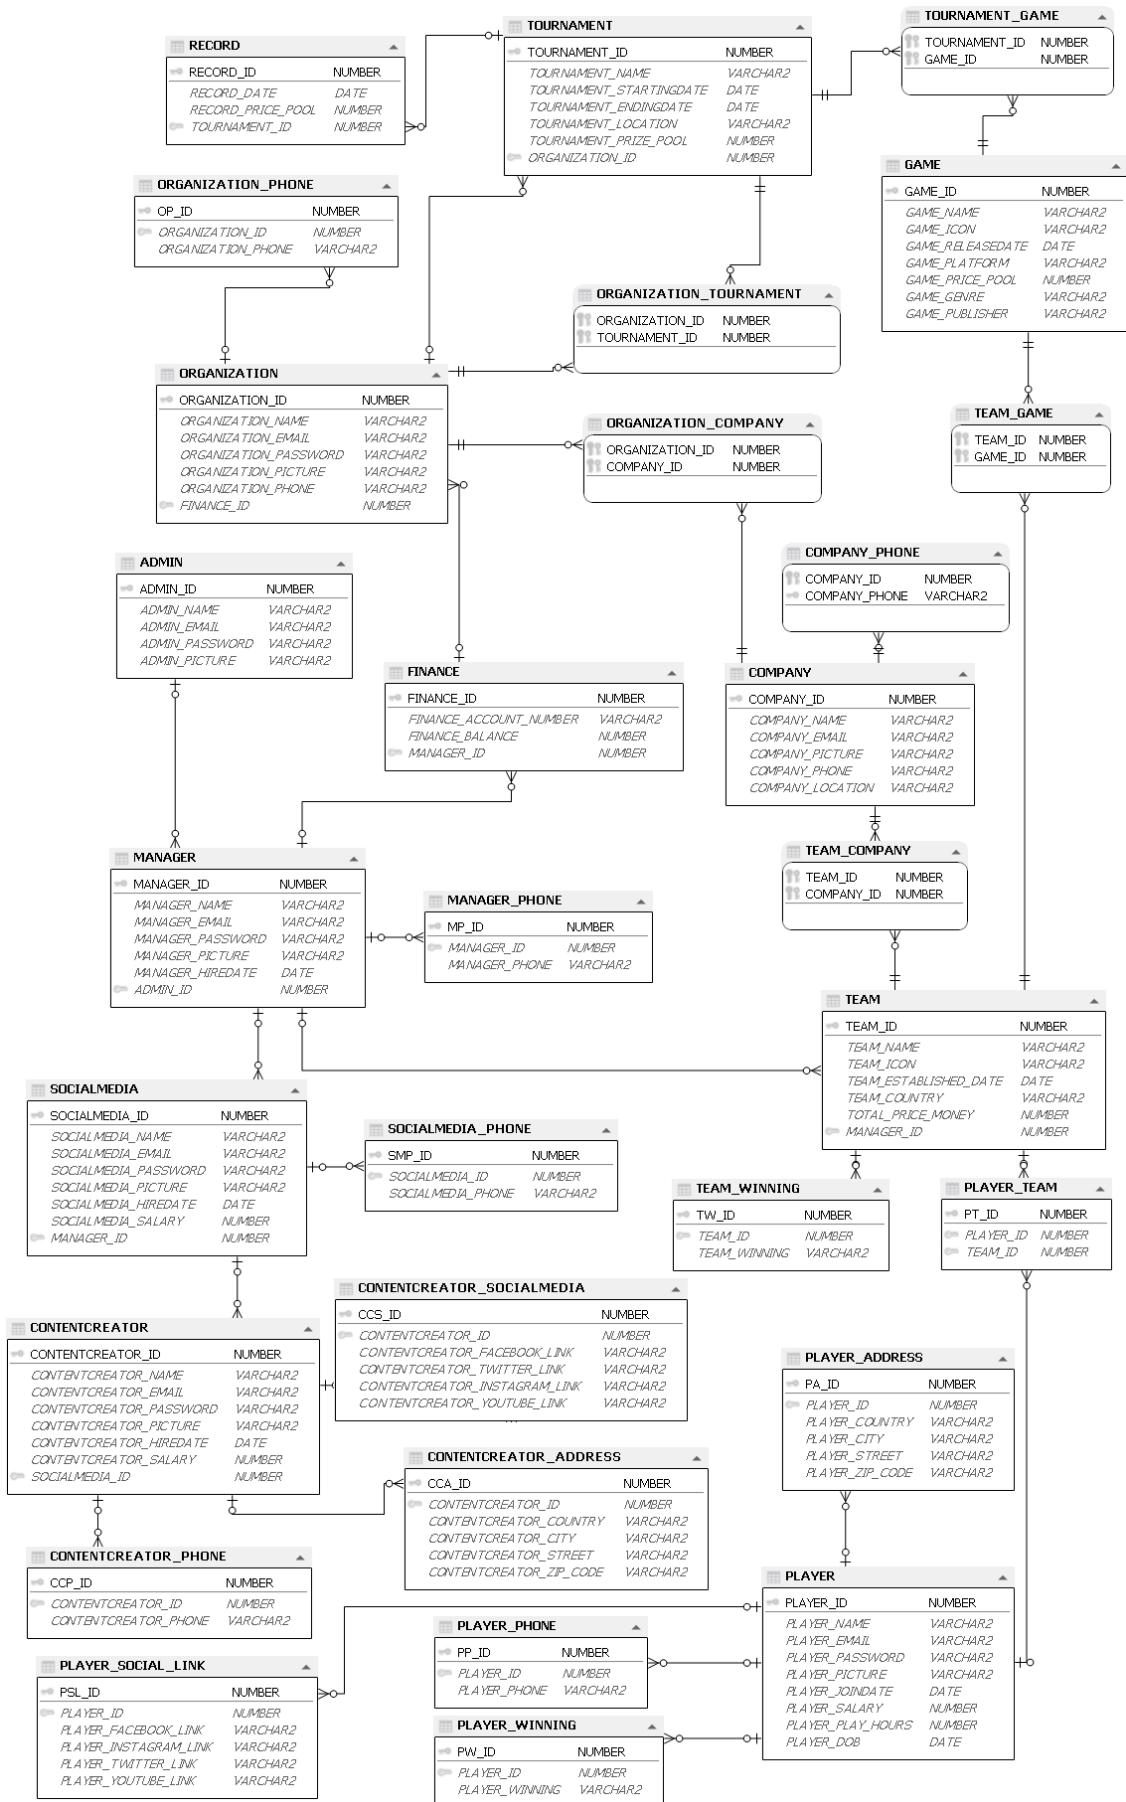 TOURNAMENT
TOURNAMENT_ID NUMBER
TOURNAMENT_NAME VARCHAR2
TOURNAMENT_STARTINGDATE DATE
TOURNAMENT_ENDINGDATE DATE
TOURNAMENT_LOCATION VARCHAR2
TOURNAMENT_PRIZE_POOL NUMBER
ORGANIZATION_ID NUMBER
TOURNAMENT_GAME
TOURNAMENT_ID NUMBER
GAME_ID NUMBER
RECORD
RECORD_ID NUMBER
RECORD_DATE DATE
RECORD_PRICE_POOL NUMBER
TOURNAMENT_ID NUMBER
GAME
GAME_ID NUMBER
GAME_NAME VARCHAR2
GAME_ICON VARCHAR2
GAME_RELEASEDATE DATE
GAME_PLATFORM VARCHAR2
GAME_PRICE_POOL NUMBER
GAME_GENRE VARCHAR2
GAME_PUBLISHER VARCHAR2
ORGANIZATION_PHONE
OP_ID NUMBER
ORGANIZATION_ID NUMBER
ORGANIZATION_PHONE VARCHAR2
ORGANIZATION_TOURNAMENT
ORGANIZATION_ID NUMBER
TOURNAMENT_ID NUMBER
ORGANIZATION
ORGANIZATION_ID NUMBER
ORGANIZATION_NAME VARCHAR2
ORGANIZATION_EMAIL VARCHAR2
ORGANIZATION_PASSWORD VARCHAR2
ORGANIZATION_PICTURE VARCHAR2
ORGANIZATION_PHONE VARCHAR2
FINANCE_ID NUMBER
ORGANIZATION_COMPANY
ORGANIZATION_ID NUMBER
COMPANY_ID NUMBER
TEAM_GAME
TEAM_ID NUMBER
GAME_ID NUMBER
ADMIN
ADMIN_ID NUMBER
ADMIN_NAME VARCHAR2
ADMIN_EMAIL VARCHAR2
ADMIN_PASSWORD VARCHAR2
ADMIN_PICTURE VARCHAR2
COMPANY_PHONE
COMPANY_ID NUMBER
COMPANY_PHONE VARCHAR2
FINANCE
FINANCE_ID NUMBER
FINANCE_ACCOUNT_NUMBER VARCHAR2
FINANCE_BALANCE NUMBER
MANAGER_ID NUMBER
COMPANY
COMPANY_ID NUMBER
COMPANY_NAME VARCHAR2
COMPANY_EMAIL VARCHAR2
COMPANY_PICTURE VARCHAR2
COMPANY_PHONE VARCHAR2
COMPANY_LOCATION VARCHAR2
MANAGER
MANAGER_ID NUMBER
MANAGER_NAME VARCHAR2
MANAGER_EMAIL VARCHAR2
MANAGER_PASSWORD VARCHAR2
MANAGER_PICTURE VARCHAR2
MANAGER_HIREDATE DATE
ADMIN_ID NUMBER
TEAM_COMPANY
TEAM_ID NUMBER
COMPANY_ID NUMBER
MANAGER_PHONE
MP_ID NUMBER
MANAGER_ID NUMBER
MANAGER_PHONE VARCHAR2
TEAM
TEAM_ID NUMBER
TEAM_NAME VARCHAR2
TEAM_ICON VARCHAR2
TEAM_ESTABLISHED_DATE DATE
TEAM_COUNTRY VARCHAR2
TOTAL_PRICE_MONEY NUMBER
MANAGER_ID NUMBER
SOCIALMEDIA
SOCIALMEDIA_ID NUMBER
SOCIALMEDIA_NAME VARCHAR2
SOCIALMEDIA_EMAIL VARCHAR2
SOCIALMEDIA_PASSWORD VARCHAR2
SOCIALMEDIA_PICTURE VARCHAR2
SOCIALMEDIA_HIREDATE DATE
SOCIALMEDIA_SALARY NUMBER
MANAGER_ID NUMBER
SOCIALMEDIA_PHONE
SMP_ID NUMBER
SOCIALMEDIA_ID NUMBER
SOCIALMEDIA_PHONE VARCHAR2
TEAM_WINNING
TW_ID NUMBER
TEAM_ID NUMBER
TEAM_WINNING VARCHAR2
PLAYER_TEAM
PT_ID NUMBER
PLAYER_ID NUMBER
TEAM_ID NUMBER
CONTENTCREATOR_SOCIALMEDIA
CCS_ID NUMBER
CONTENTCREATOR_ID NUMBER
CONTENTCREATOR_FACEBOOK_LINK VARCHAR2
CONTENTCREATOR_TWITTER_LINK VARCHAR2
CONTENTCREATOR_INSTAGRAM_LINK VARCHAR2
CONTENTCREATOR_YOUTUBE_LINK VARCHAR2
CONTENTCREATOR
CONTENTCREATOR_ID NUMBER
CONTENTCREATOR_NAME VARCHAR2
CONTENTCREATOR_EMAIL VARCHAR2
CONTENTCREATOR_PASSWORD VARCHAR2
CONTENTCREATOR_PICTURE VARCHAR2
CONTENTCREATOR_HIREDATE DATE
CONTENTCREATOR_SALARY NUMBER
SOCIALMEDIA_ID NUMBER
PLAYER_ADDRESS
PA_ID NUMBER
PLAYER_ID NUMBER
PLAYER_COUNTRY VARCHAR2
PLAYER_CITY VARCHAR2
PLAYER_STREET VARCHAR2
PLAYER_ZIP_CODE VARCHAR2
CONTENTCREATOR_ADDRESS
CCA_ID NUMBER
CONTENTCREATOR_ID NUMBER
CONTENTCREATOR_COUNTRY VARCHAR2
CONTENTCREATOR_CITY VARCHAR2
CONTENTCREATOR_STREET VARCHAR2
CONTENTCREATOR_ZIP_CODE VARCHAR2
CONTENTCREATOR_PHONE
CCP_ID NUMBER
CONTENTCREATOR_ID NUMBER
CONTENTCREATOR_PHONE VARCHAR2
PLAYER
PLAYER_ID NUMBER
PLAYER_NAME VARCHAR2
PLAYER_EMAIL VARCHAR2
PLAYER_PASSWORD VARCHAR2
PLAYER_PICTURE VARCHAR2
PLAYER_JOINDATE DATE
PLAYER_SALARY NUMBER
PLAYER_PLAY_HOURS NUMBER
PLAYER_DOB DATE
PLAYER_PHONE
PP_ID NUMBER
PLAYER_ID NUMBER
PLAYER_PHONE VARCHAR2
PLAYER_SOCIAL_LINK
PSL_ID NUMBER
PLAYER_ID NUMBER
PLAYER_FACEBOOK_LINK VARCHAR2
PLAYER_INSTAGRAM_LINK VARCHAR2
PLAYER_TWITTER_LINK VARCHAR2
PLAYER_YOUTUBE_LINK VARCHAR2
PLAYER_WINNING
PW_ID NUMBER
PLAYER_ID NUMBER
PLAYER_WINNING VARCHAR2